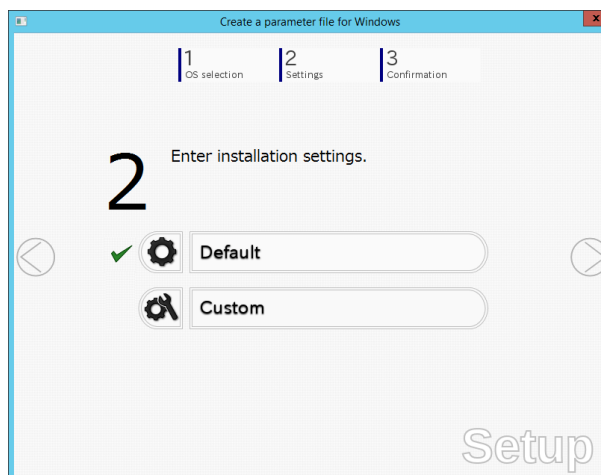 Create a parameter file for Windows
x
1
OS selection
2
Settings
3
Confirmation
2
Enter installation settings.
Default
Custom
Setup